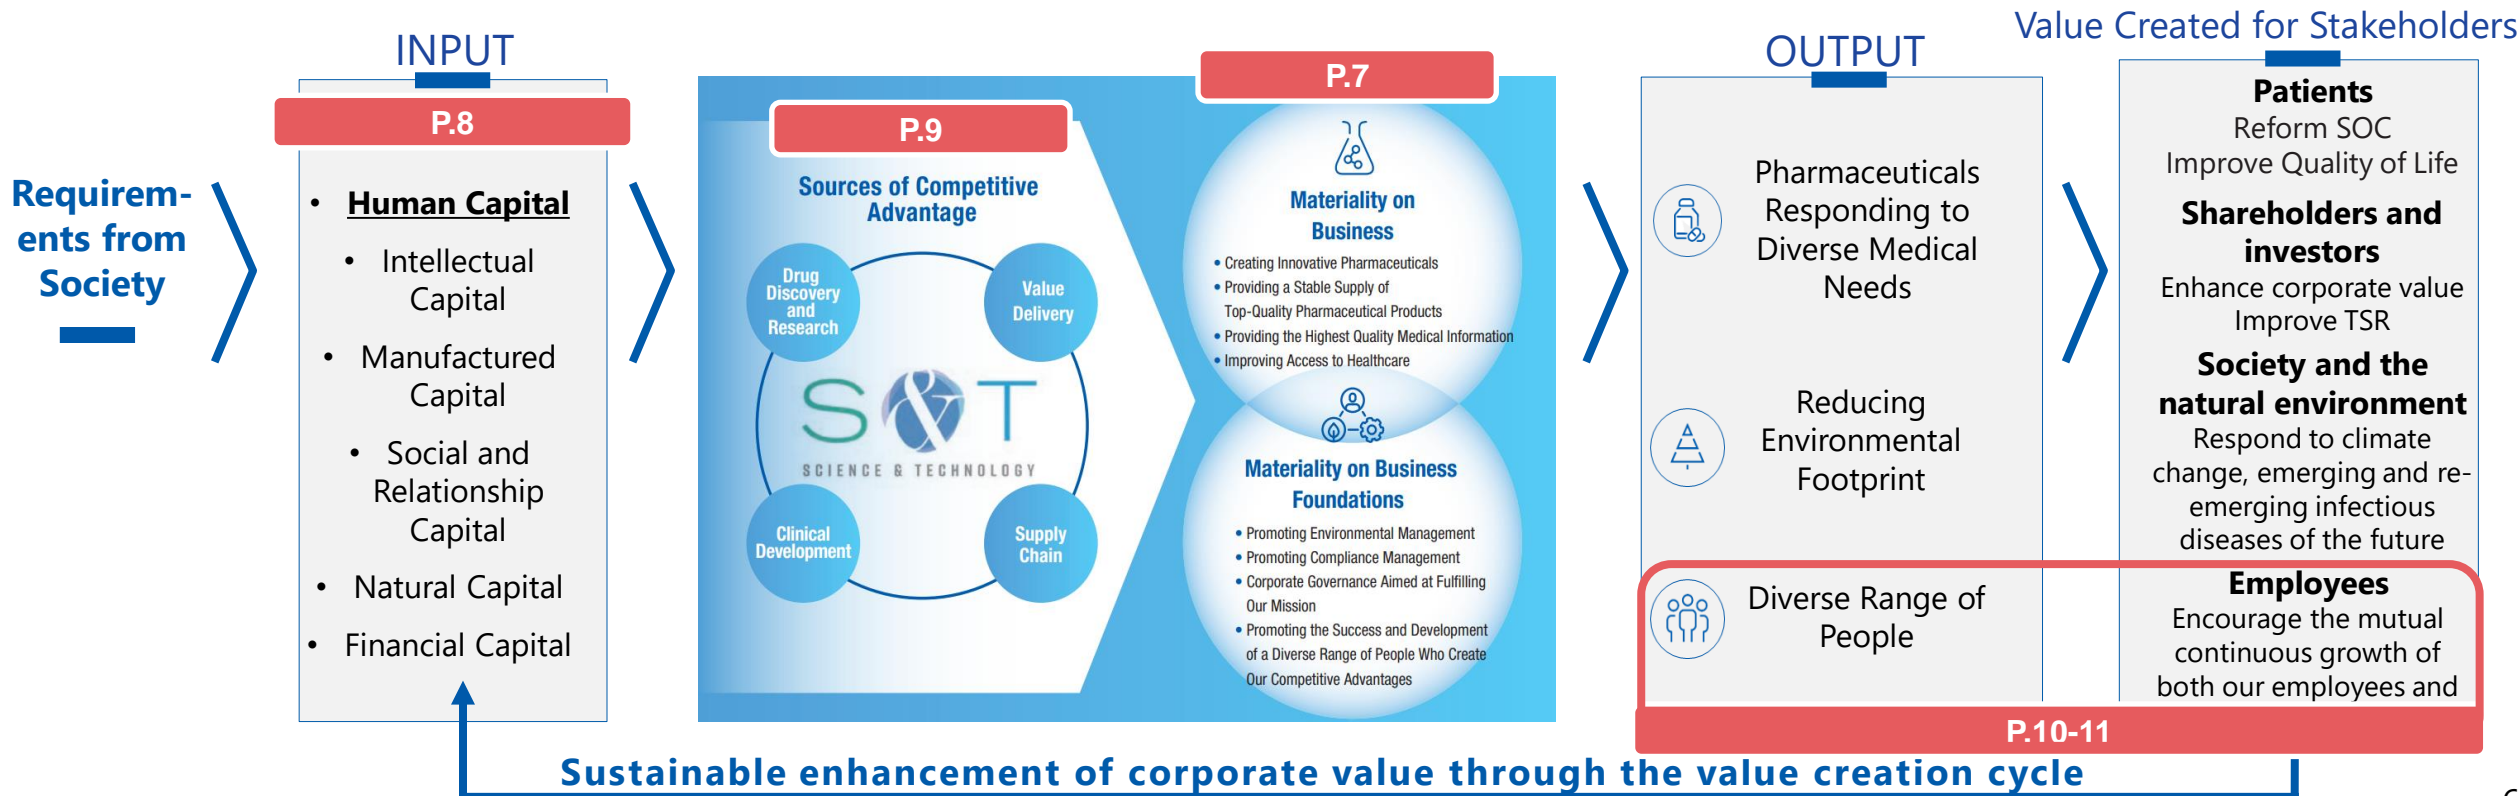 Requirem-
ents from
Society
INPUT
P.8
• Human Capital
• Intellectual
Capital
• Manufactured
Capital
• Social and
Relationship
Capital
• Natural Capital
• Financial Capital
P.9
Sources of Competitive
Advantage
Drug
Discovery
and
Research
Value
Delivery
S&T
SCIENCE & TECHNOLOGY
Clinical
Development
Supply
Chain
P.7
Materiality on
Business
• Creating Innovative Pharmaceuticals
• Providing a Stable Supply of
Top-Quality Pharmaceutical Products
• Providing the Highest Quality Medical Information
• Improving Access to Healthcare
Materiality on Business
Foundations
• Promoting Environmental Management
• Promoting Compliance Management
• Corporate Governance Aimed at Fulfilling
Our Mission
• Promoting the Success and Development
of a Diverse Range of People Who Create
Our Competitive Advantages
OUTPUT
Pharmaceuticals
Responding to
Diverse Medical
Needs
Reducing
Environmental
Footprint
Diverse Range of
People
Value Created for Stakeholders
Patients
Reform SOC
Improve Quality of Life
Shareholders and
investors
Enhance corporate value
Improve TSR
Society and the
natural environment
Respond to climate
change, emerging and re-
emerging infectious
diseases of the future
Employees
Encourage the mutual
continuous growth of
both our employees and
P.10-11
Sustainable enhancement of corporate value through the value creation cycle